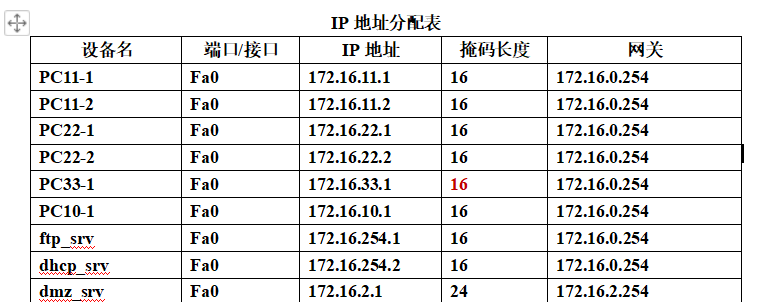 IP 地址分配表
设备名 端口/接口 IP 地址 掩码长度 网关
PC11-1 Fa0 172.16.11.1 16 172.16.0.254
PC11-2 Fa0 172.16.11.2 16 172.16.0.254
PC22-1 Fa0 172.16.22.1 16 172.16.0.254
PC22-2 Fa0 172.16.22.2 16 172.16.0.254
PC33-1 Fa0 172.16.33.1 16 172.16.0.254
PC10-1 Fa0 172.16.10.1 16 172.16.0.254
ftp_srv Fa0 172.16.254.1 16 172.16.0.254
dhcp_srv Fa0 172.16.254.2 16 172.16.0.254
dmz_srv Fa0 172.16.2.1 24 172.16.2.254